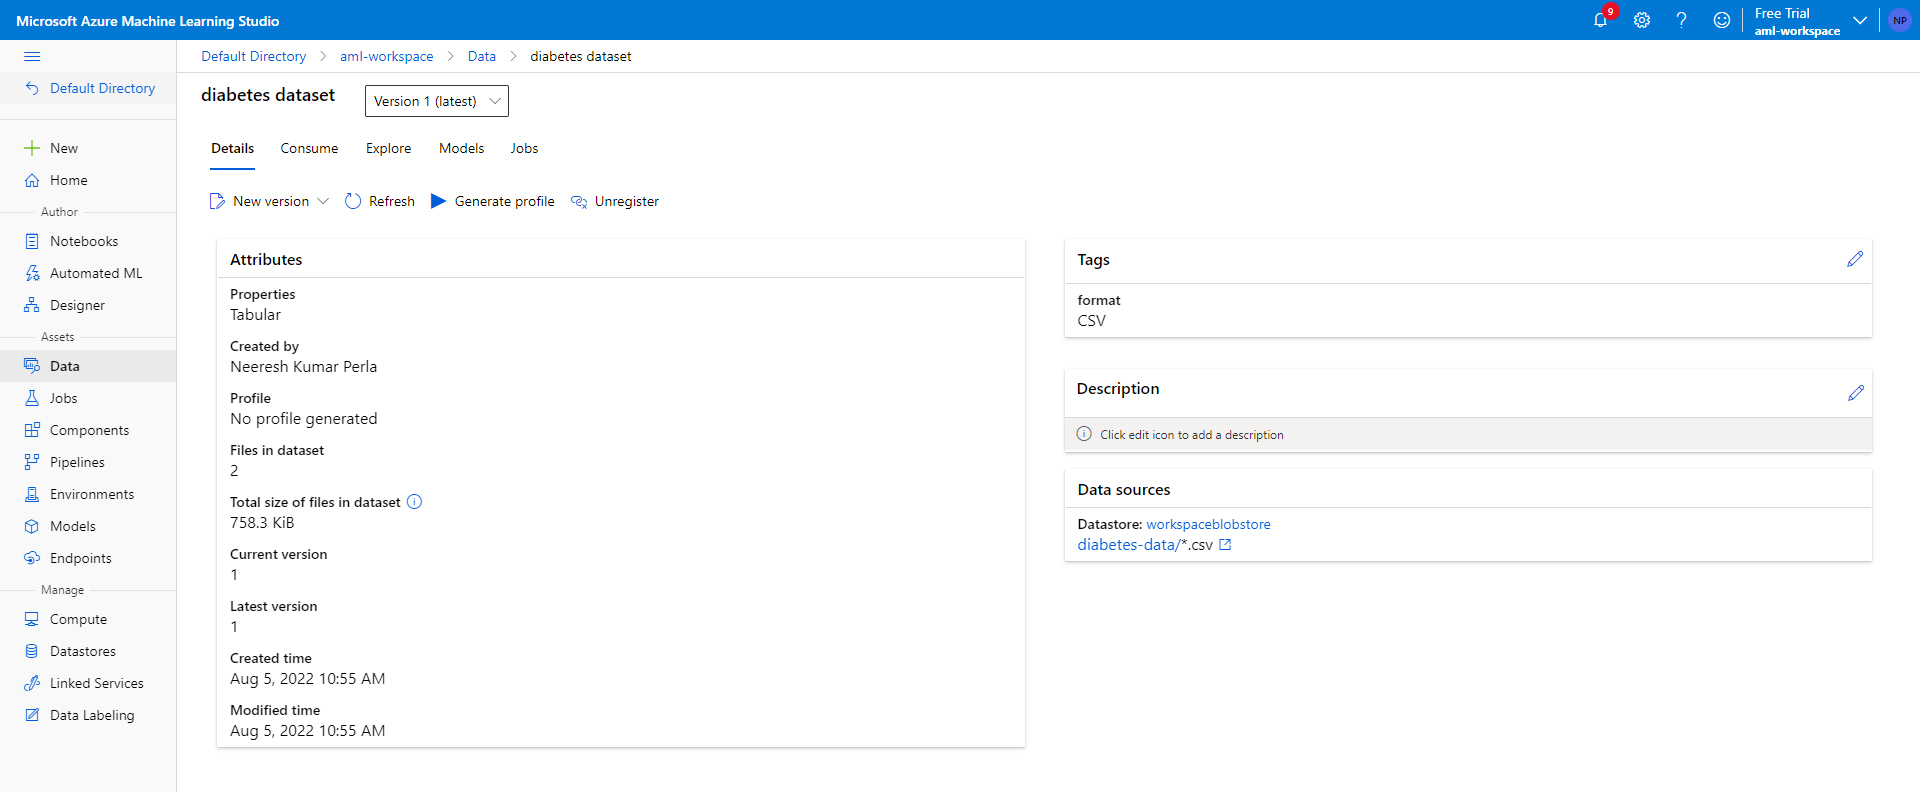 Microsoft Azure Machine Learning Studio
9
Free Trial
aml-workspace
NP
Default Directory
Default Directory
aml-workspace
Data
diabetes dataset
New
Home
Author
Notebooks
Automated ML
Designer
Assets
Data
Jobs
Components
Pipelines
Environments
Models
Endpoints
Manage
Compute
Datastores
Linked Services
Data Labeling
diabetes dataset
Version 1 (latest)
Details
Consume
Explore
Models
Jobs
New version
Refresh
Generate profile
Unregister
Attributes
Properties
Tabular
Created by
Neeresh Kumar Perla
Profile
No profile generated
Files in dataset
2
Total size of files in dataset
758.3 KiB
Current version
1
Latest version
1
Created time
Aug 5, 2022 10:55 AM
Modified time
Aug 5, 2022 10:55 AM
Tags
format
CSV
Description
Click edit icon to add a description
Data sources
Datastore: workspaceblobstore
diabetes-data/*.csv